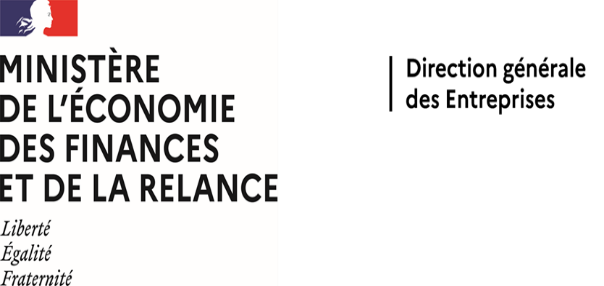 MINISTÈRE
DE L'ÉCONOMIE
DES FINANCES
ET DE LA RELANCE
Liberté
Égalité
Fraternité
Direction générale
des Entreprises